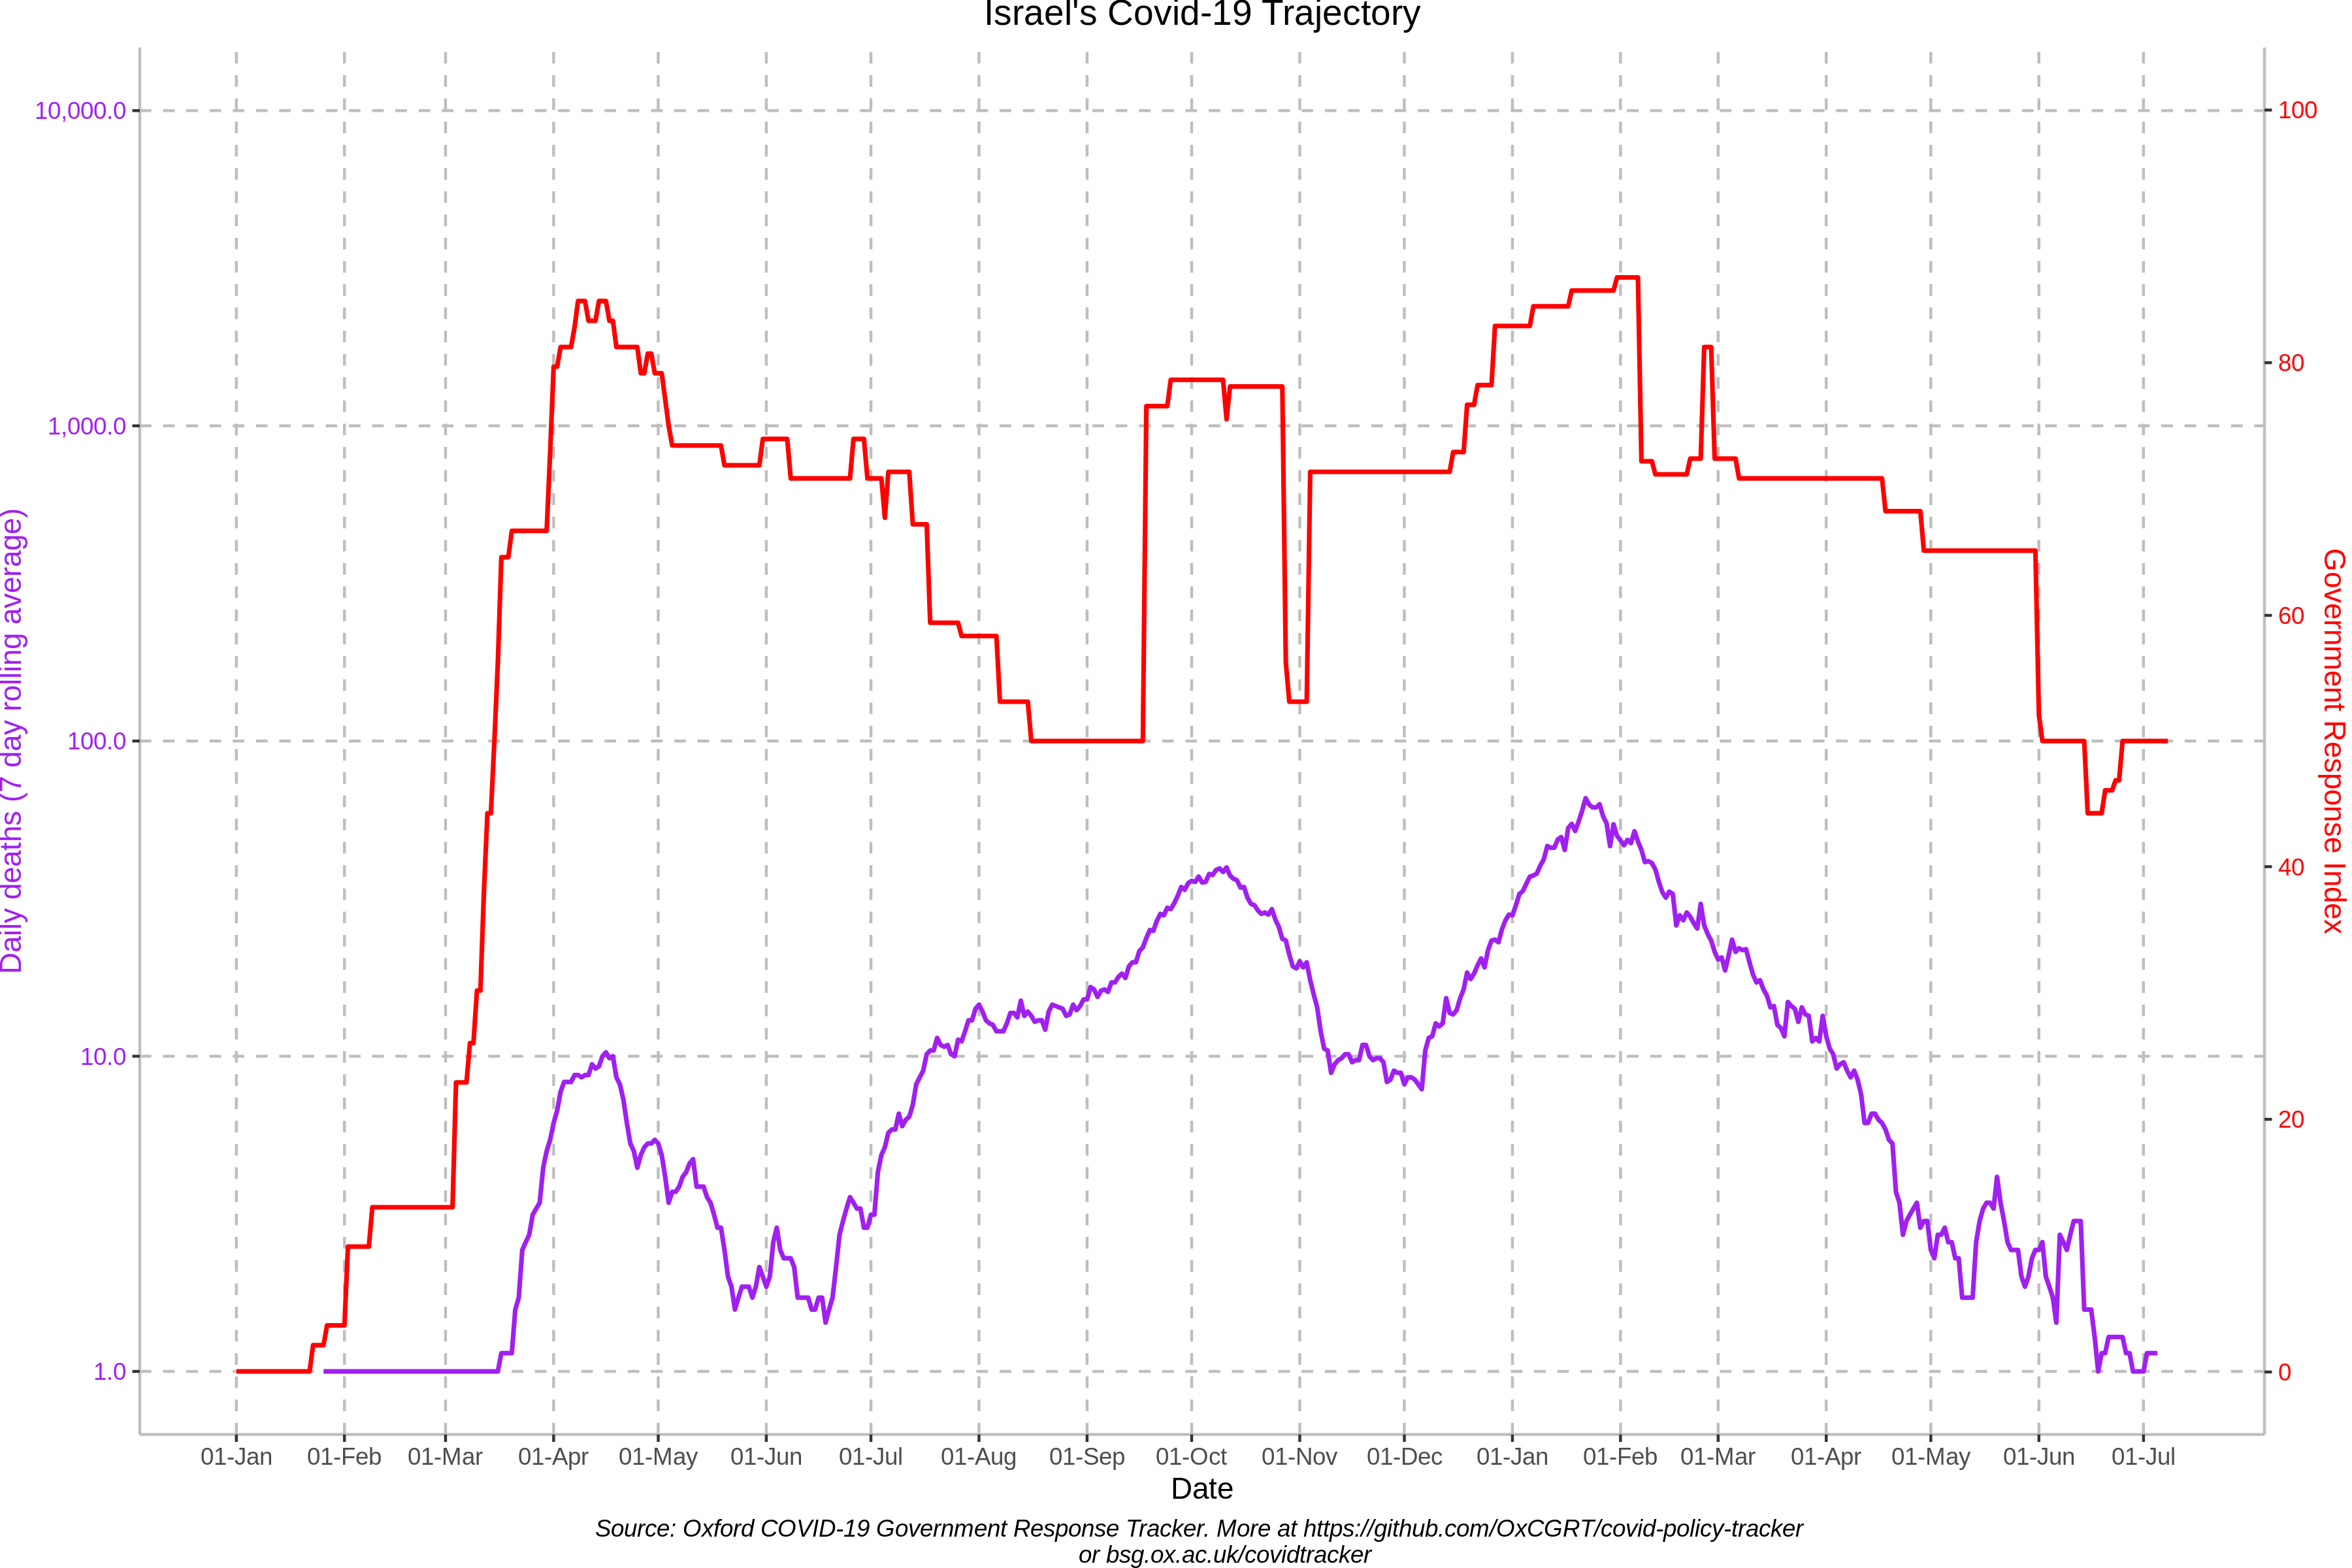 Israel's Covid-19 Trajectory
10,000.0
1,000.0
100.0
10.0
1.0
Daily deaths (7 day rolling average)
100
80
60
40
20
0
Government Response Index
01-Jan 01-Feb 01-Mar 01-Apr 01-May 01-Jun 01-Jul 01-Aug 01-Sep 01-Oct 01-Nov 01-Dec 01-Jan 01-Feb 01-Mar 01-Apr 01-May 01-Jun 01-Jul
Date
Source: Oxford COVID-19 Government Response Tracker. More at https://github.com/OxCGRT/covid-policy-tracker
or bsg.ox.ac.uk/covidtracker